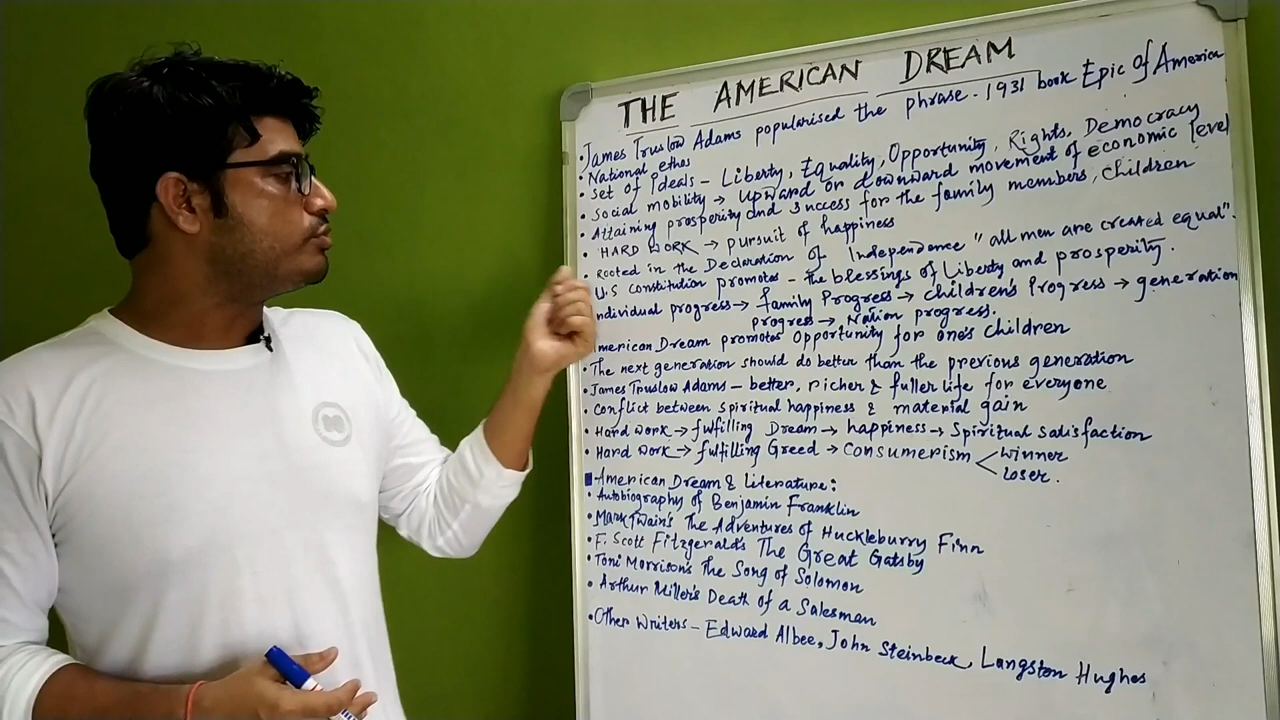 THE AMERICAN DREAM
• James Truslow Adams popularised the phrase - 1931 book Epic Of America
• National ethos
• Set of Ideals - Liberty, Equality, Opportunity, Rights, Democracy
• Social mobility → Upward or downward movement of economic level
• Attaining prosperity and success for the family members, children
• 'HARD WORK → pursuit of happiness
• Rooted in the Declaration of Independence "all men are created equal".
U.S constitution promotes - the blessings of Liberty and prosperity.
ndividual progress → family Progress → children's Progress → generation
progress → Nation progress.
merican Dream promotes Opportunity for one's children
• The next generation should do better than the previous generation
• James Truslow Adams - better, richer & fuller life for everyone
• Conflict between spiritual happiness & material gain
• Hard work → fulfilling Dream → happiness → Spiritual satisfaction
• Hard work → fulfilling Greed → Consumerism < winner
loser.
American Dream & Literature:
• Autobiography of Benjamin Franklin
• Mark Twain's The Adventures of Huckleburry Finn
• F. Scott Fitzgerald's The Great Gatsby
• Toni Morrison's The Song of Solomon
• Arthur Miller's Death of a Salesman
• Other Writers - Edward Albee, John Steinbeck, Langston Hughes